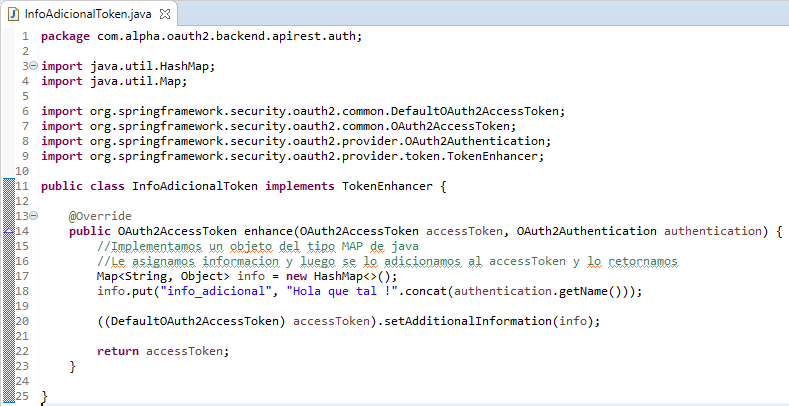 InfoAdicionalToken.java
1 package com.alpha.oauth2.backend.apirest.auth;
2
3 import java.util.HashMap;
4 import java.util.Map;
5
6 import org.springframework.security.oauth2.common.DefaultOAuth2AccessToken;
7 import org.springframework.security.oauth2.common.OAuth2AccessToken;
8 import org.springframework.security.oauth2.provider.OAuth2Authentication;
9 import org.springframework.security.oauth2.provider.token.TokenEnhancer;
10
11 public class InfoAdicionalToken implements TokenEnhancer {
12
13 @Override
14 public OAuth2AccessToken enhance(OAuth2AccessToken accessToken, OAuth2Authentication authentication) {
15 //Implementamos un objeto del tipo MAP de java
16 //Le asignamos informacion y luego se lo adicionamos al accessToken y lo retornamos
17 Map<String, Object> info = new HashMap<>();
18 info.put("info_adicional", "Hola que tal !".concat(authentication.getName()));
19
20 ((DefaultOAuth2AccessToken) accessToken).setAdditionalInformation(info);
21
22 return accessToken;
23 }
24
25 }